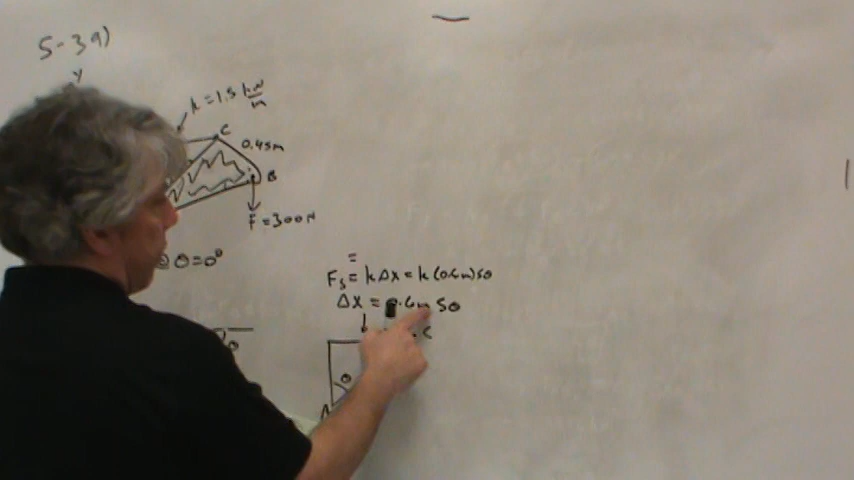 5-39)
y
k = 1.5 kN/m
C
0.45m
B
F = 300N
@ θ = 0°
=
Fs = kΔx = k(0.6m)sθ
Δx = 0.6m sθ
C
θ
θ
A